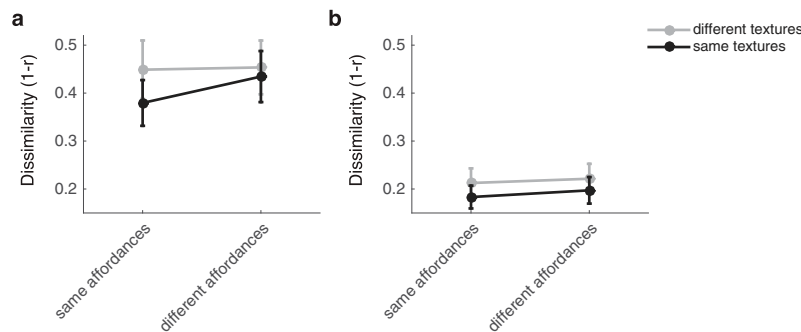 a
b
different textures
same textures
Dissimilarity (1-r)
0.5
0.4
0.3
0.2
same affordances
different affordances
Dissimilarity (1-r)
0.5
0.4
0.3
0.2
same affordances
different affordances